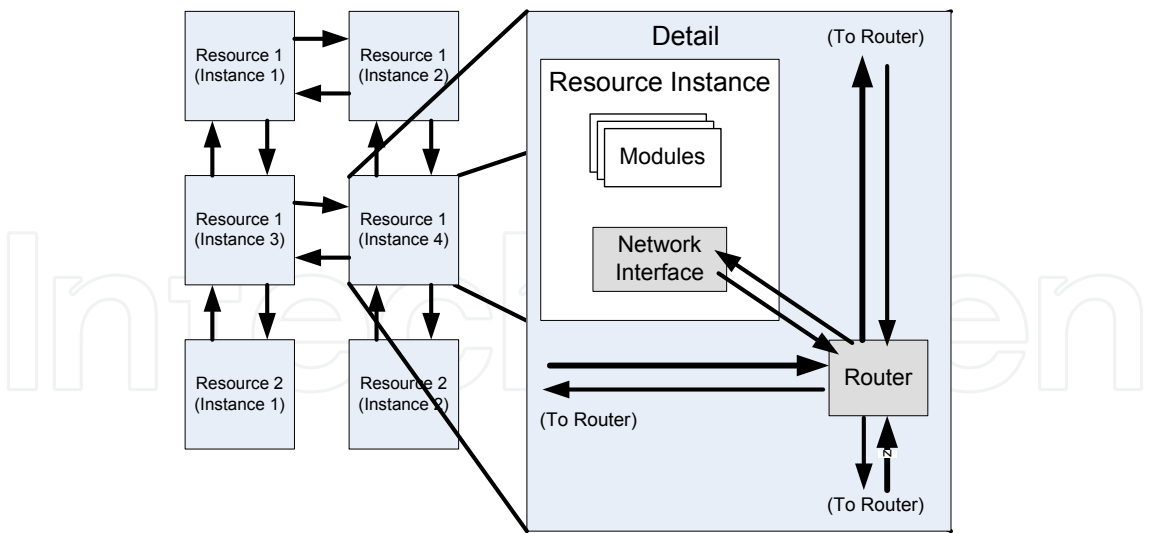 Resource 1
(Instance 1)
Resource 1
(Instance 2)
Resource 1
(Instance 3)
Resource 1
(Instance 4)
Resource 2
(Instance 1)
Resource 2
(Instance 2)
Detail
(To Router)
Resource Instance
Modules
Network
Interface
Router
(To Router)
(To Router)